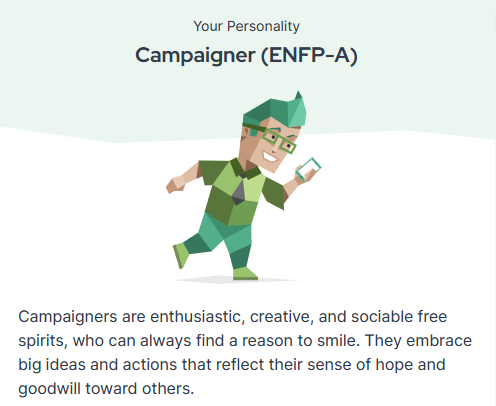 Your Personality
Campaigner (ENFP-A)
Campaigners are enthusiastic, creative, and sociable free
spirits, who can always find a reason to smile. They embrace
big ideas and actions that reflect their sense of hope and
goodwill toward others.